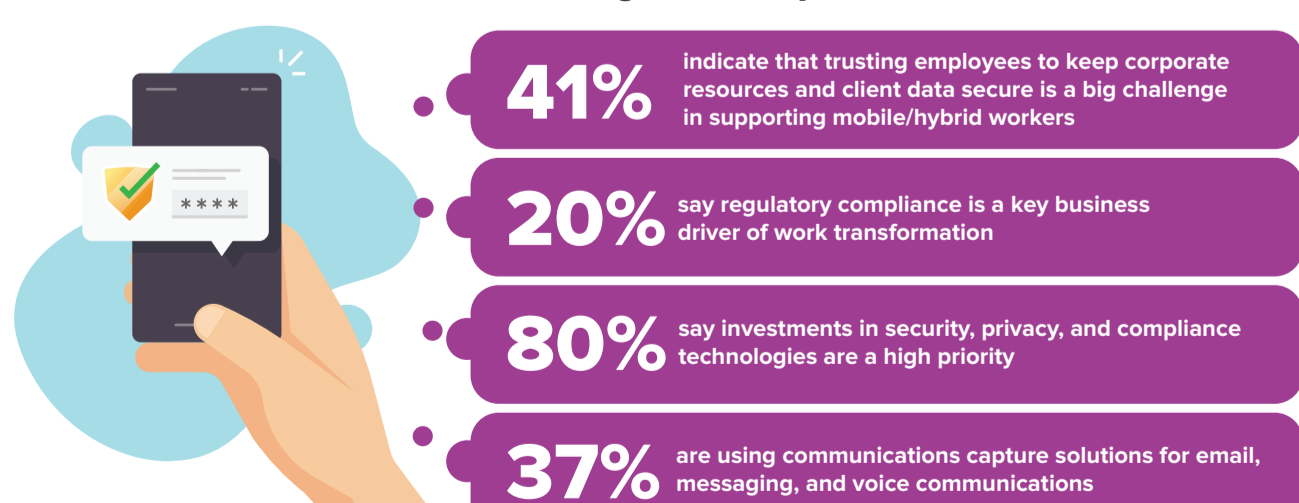 41%
indicate that trusting employees to keep corporate
resources and client data secure is a big challenge
in supporting mobile/hybrid workers
****
20%
say regulatory compliance is a key business
driver of work transformation
80%
say investments in security, privacy, and compliance
technologies are a high priority
37%
are using communications capture solutions for email,
messaging, and voice communications